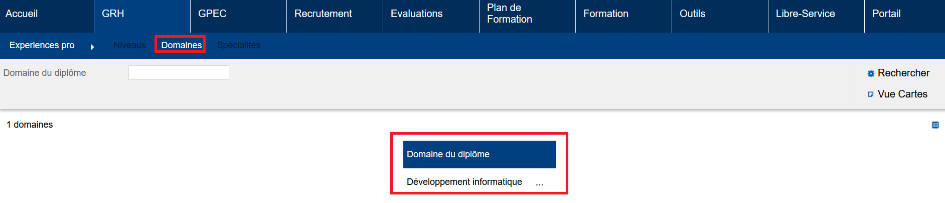 Accueil GRH GPEC Recrutement Evaluations Plan de Formation Formation Outils Libre-Service Portail
Experiences pro Niveaux Domaines Spécialités
Domaine du diplôme Rechercher
Vue Cartes
1 domaines
Domaine du diplôme
Développement informatique ...